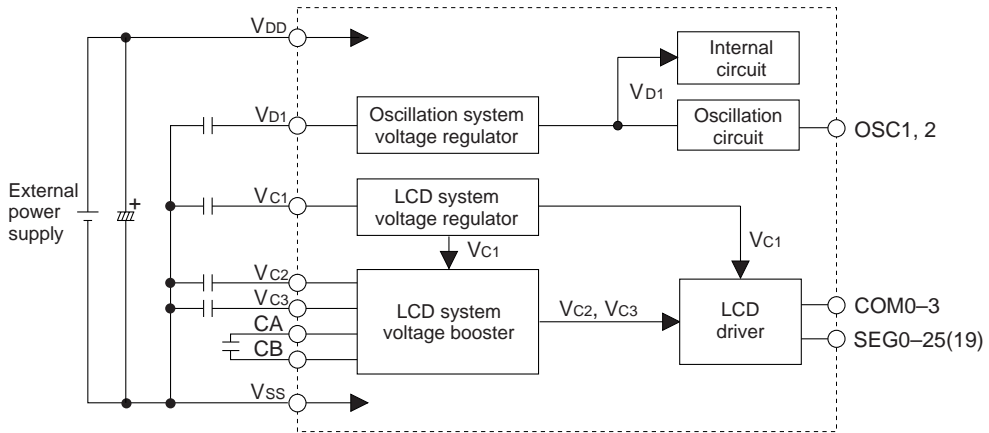 VDD
Internal
circuit
VD1
VD1
Oscillation system
voltage regulator
Oscillation
circuit
OSC1, 2
External
power
supply
+
VC1
LCD system
voltage regulator
VC1
VC1
VC2
VC3
CA
CB
LCD system
voltage booster
VC2, VC3
LCD
driver
COM0–3
SEG0–25(19)
VSS